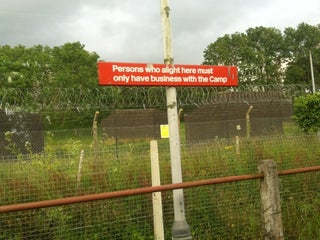 Persons who alight here must
only have business with the Camp